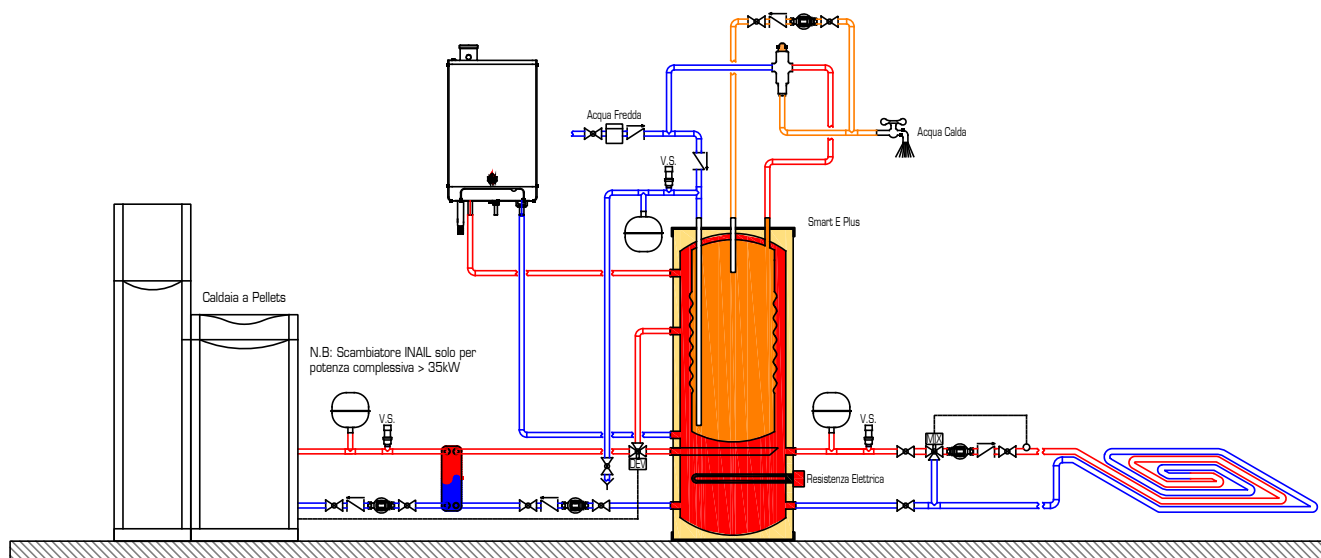 Acqua Fredda
Acqua Calda
V.S.
Smart E Plus
Caldaia a Pellets
N.B: Scambiatore INAIL solo per
potenza complessiva > 35kW
V.S.
V.S.
MIX
DEV
Resistenza Elettrica